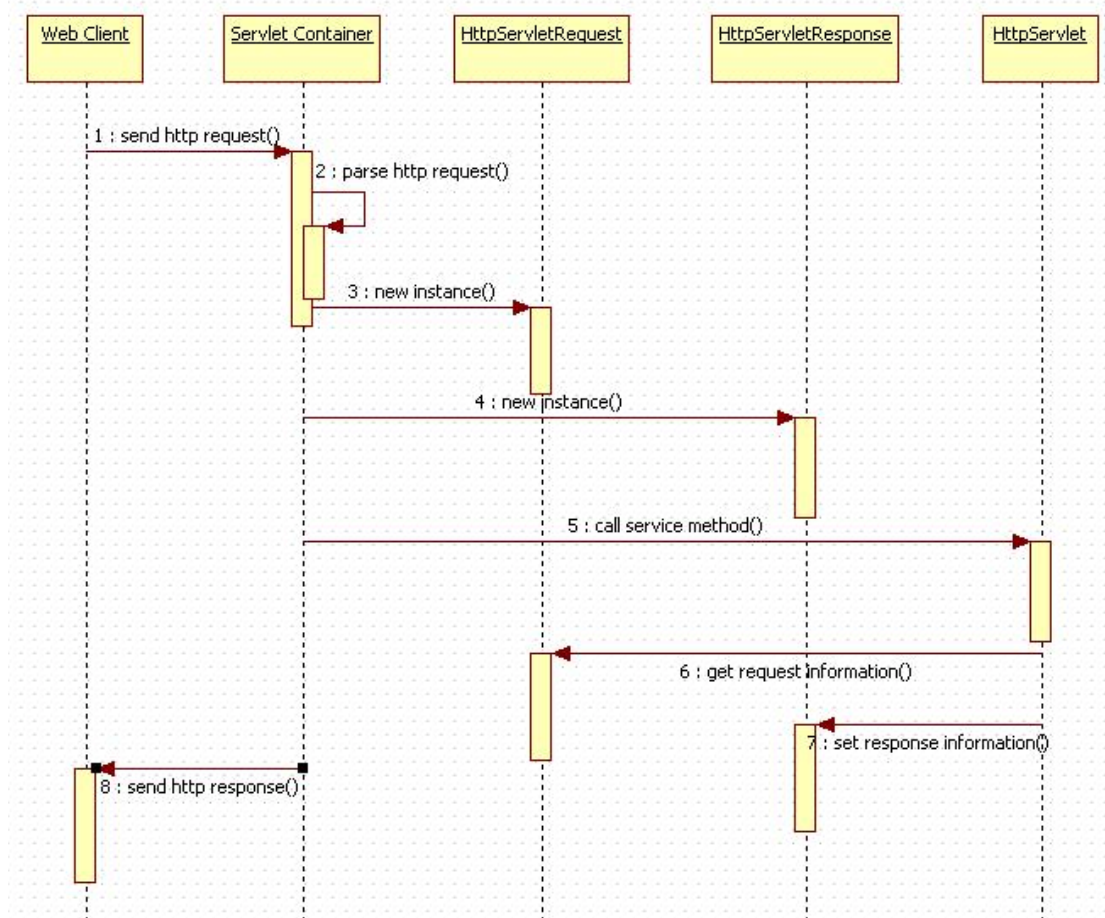 Web Client
Servlet Container
HttpServletRequest
HttpServletResponse
HttpServlet
1 : send http request()
2 : parse http request()
3 : new instance()
4 : new instance()
5 : call service method()
6 : get request information()
7 : set response information()
8 : send http response()